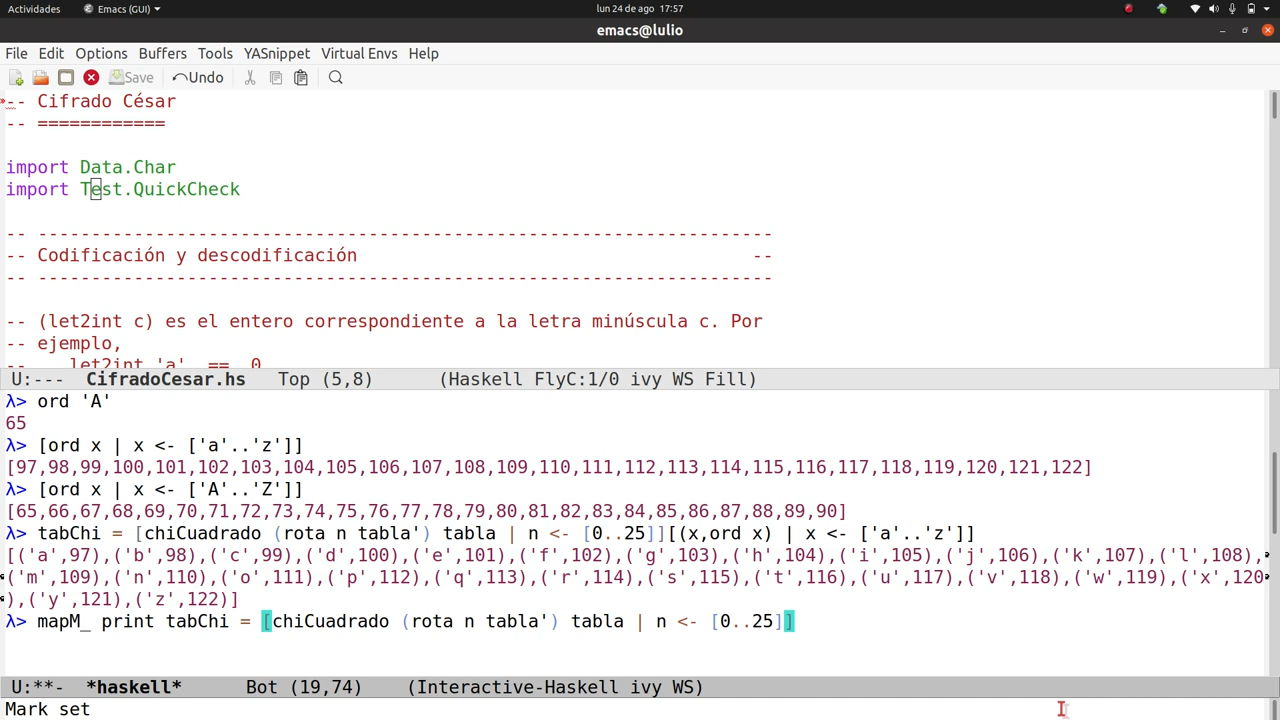 Actividades Emacs (GUI) lun 24 de ago 17:57
emacs@lulio
File Edit Options Buffers Tools YASnippet Virtual Envs Help
Save Undo
-- Cifrado César
-- ============
import Data.Char
import Test.QuickCheck
-- ---------------------------------------------------------------------
-- Codificación y descodificación                                     --
-- ---------------------------------------------------------------------
-- (let2int c) es el entero correspondiente a la letra minúscula c. Por
-- ejemplo,
--    let2int 'a'  ==  0
U:--- CifradoCesar.hs Top (5,8) (Haskell FlyC:1/0 ivy WS Fill)
λ> ord 'A'
65
λ> [ord x | x <- ['a'..'z']]
[97,98,99,100,101,102,103,104,105,106,107,108,109,110,111,112,113,114,115,116,117,118,119,120,121,122]
λ> [ord x | x <- ['A'..'Z']]
[65,66,67,68,69,70,71,72,73,74,75,76,77,78,79,80,81,82,83,84,85,86,87,88,89,90]
λ> tabChi = [chiCuadrado (rota n tabla') tabla | n <- [0..25]][(x,ord x) | x <- ['a'..'z']]
[('a',97),('b',98),('c',99),('d',100),('e',101),('f',102),('g',103),('h',104),('i',105),('j',106),('k',107),('l',108),
('m',109),('n',110),('o',111),('p',112),('q',113),('r',114),('s',115),('t',116),('u',117),('v',118),('w',119),('x',120
),('y',121),('z',122)]
λ> mapM_ print tabChi = [chiCuadrado (rota n tabla') tabla | n <- [0..25]]
U:**- *haskell* Bot (19,74) (Interactive-Haskell ivy WS)
Mark set